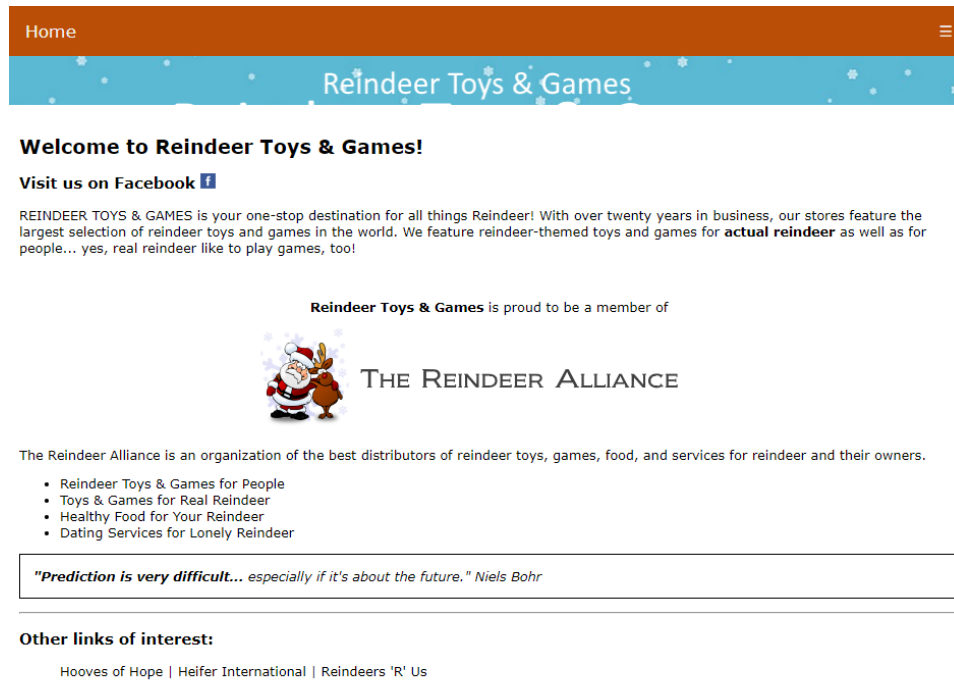 Home
Reindeer Toys & Games
Welcome to Reindeer Toys & Games!
Visit us on Facebook
REINDEER TOYS & GAMES is your one-stop destination for all things Reindeer! With over twenty years in business, our stores feature the
largest selection of reindeer toys and games in the world. We feature reindeer-themed toys and games for actual reindeer as well as for
people... yes, real reindeer like to play games, too!
Reindeer Toys & Games is proud to be a member of
THE REINDEER ALLIANCE
The Reindeer Alliance is an organization of the best distributors of reindeer toys, games, food, and services for reindeer and their owners.
• Reindeer Toys & Games for People
• Toys & Games for Real Reindeer
• Healthy Food for Your Reindeer
• Dating Services for Lonely Reindeer
"Prediction is very difficult... especially if it's about the future." Niels Bohr
Other links of interest:
Hooves of Hope | Heifer International | Reindeers 'R' Us